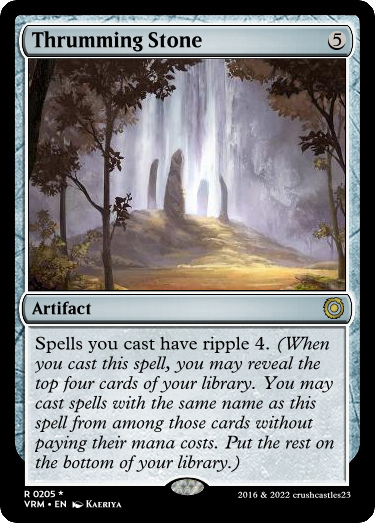 Thrumming Stone 5
Artifact
Spells you cast have ripple 4. (When
you cast this spell, you may reveal the
top four cards of your library. You may
cast spells with the same name as this
spell from among those cards without
paying their mana costs. Put the rest on
the bottom of your library.)
R 0205 *
VRM • EN Kaeriya
2016 & 2022 crushcastles23